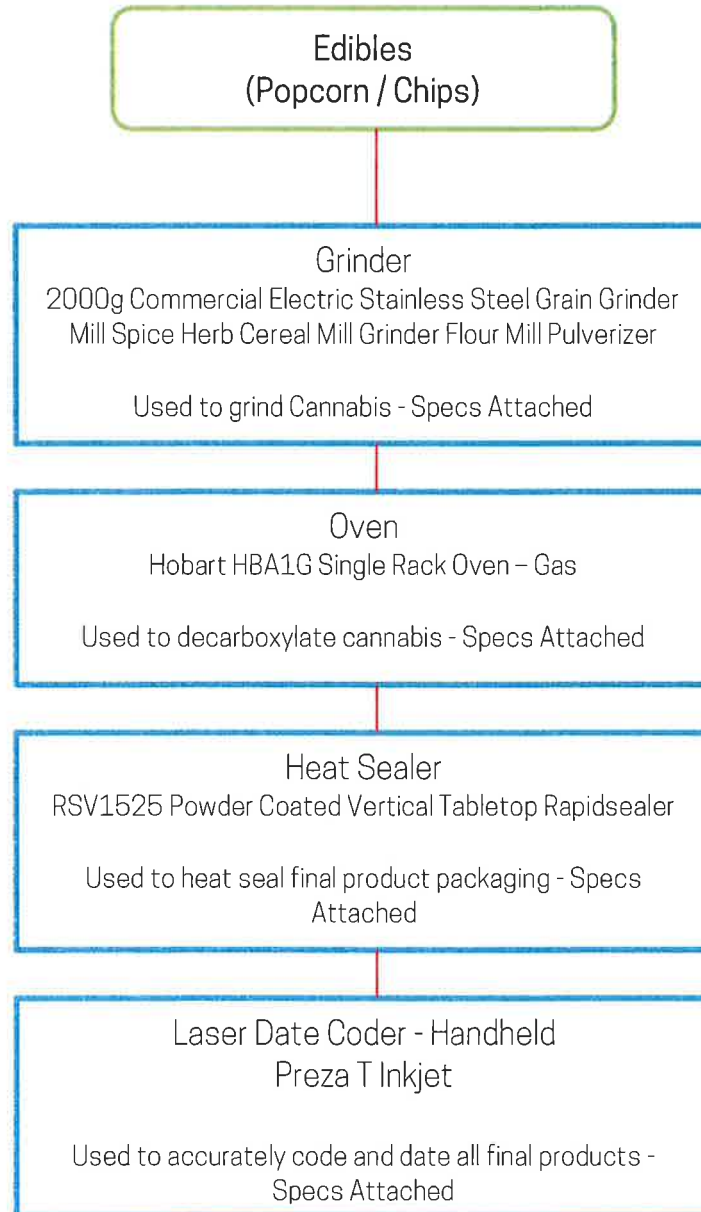 Edibles
(Popcorn / Chips)
Grinder
2000g Commercial Electric Stainless Steel Grain Grinder
Mill Spice Herb Cereal Mill Grinder Flour Mill Pulverizer
Used to grind Cannabis - Specs Attached
Oven
Hobart HBA1G Single Rack Oven – Gas
Used to decarboxylate cannabis - Specs Attached
Heat Sealer
RSV1525 Powder Coated Vertical Tabletop Rapidsealer
Used to heat seal final product packaging - Specs
Attached
Laser Date Coder - Handheld
Preza T Inkjet
Used to accurately code and date all final products -
Specs Attached